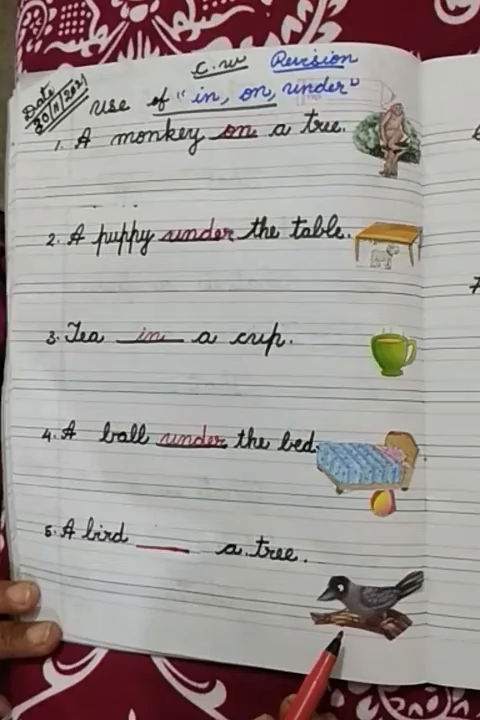 C.W Revision
Date
30/11/2021
use of "in, on, under"
1. A monkey on a tree.
2. A puppy under the table.
3. Tea in a cup.
4. A ball under the bed.
5. A bird ___ a tree.
7